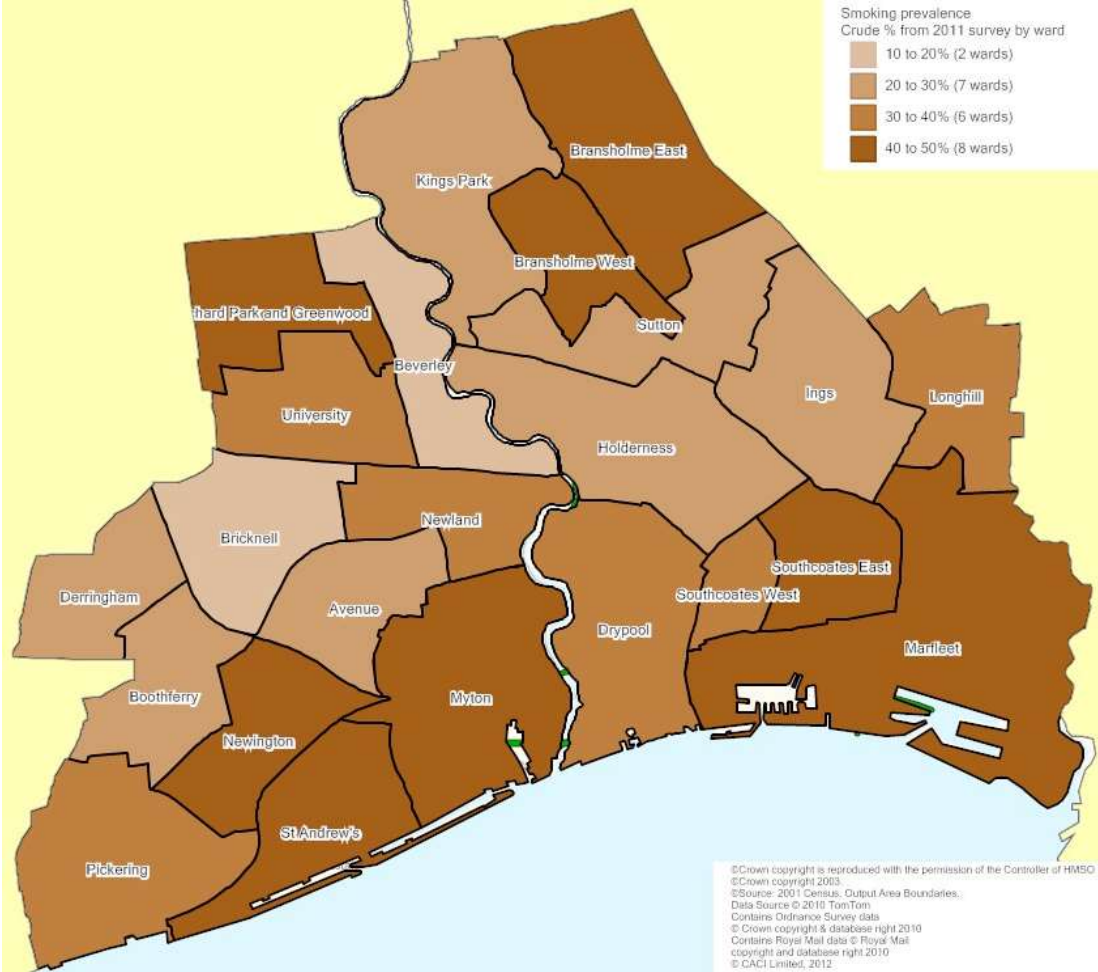 Smoking prevalence
Crude % from 2011 survey by ward
10 to 20% (2 wards)
20 to 30% (7 wards)
30 to 40% (6 wards)
40 to 50% (8 wards)
Bransholme East
Kings Park
Bransholme West
hard Park and Greenwood
Sutton
Beverley
Ings
Longhill
University
Holderness
Newland
Bricknell
Southcoates East
Derringham
Southcoates West
Avenue
Drypool
Marfleet
Boothferry
Myton
Newington
St Andrew's
Pickering
©Crown copyright is reproduced with the permission of the Controller of HMSO
©Crown copyright 2003.
©Source: 2001 Census, Output Area Boundaries.
Data Source © 2010 TomTom
Contains Ordnance Survey data
© Crown copyright & database right 2010
Contains Royal Mail data © Royal Mail
copyright and database right 2010
© CACI Limited, 2012